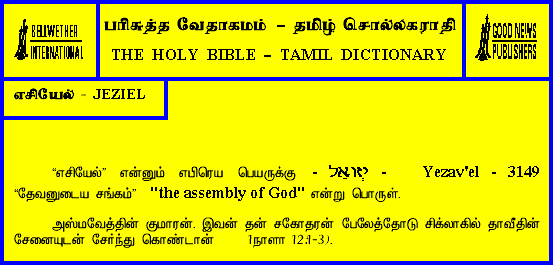 BELLWETHER
INTERNATIONAL
பரிசுத்த வேதாகமம் – தமிழ் சொல்லகராதி
THE HOLY BIBLE – TAMIL DICTIONARY
GOOD NEWS
PUBLISHERS
எசியேல் - JEZIEL
“எசியேல்” என்னும் எபிரெய பெயருக்கு - יזואל - Yezav'el - 3149
“தேவனுடைய சங்கம்” "the assembly of God" என்று பொருள்.
அஸ்மவேத்தின் குமாரன். இவன் தன் சகோதரன் பேலேத்தோடு சிக்லாகில் தாவீதின்
சேனையுடன் சேர்ந்து கொண்டான் 1நாளா 12:1-3).